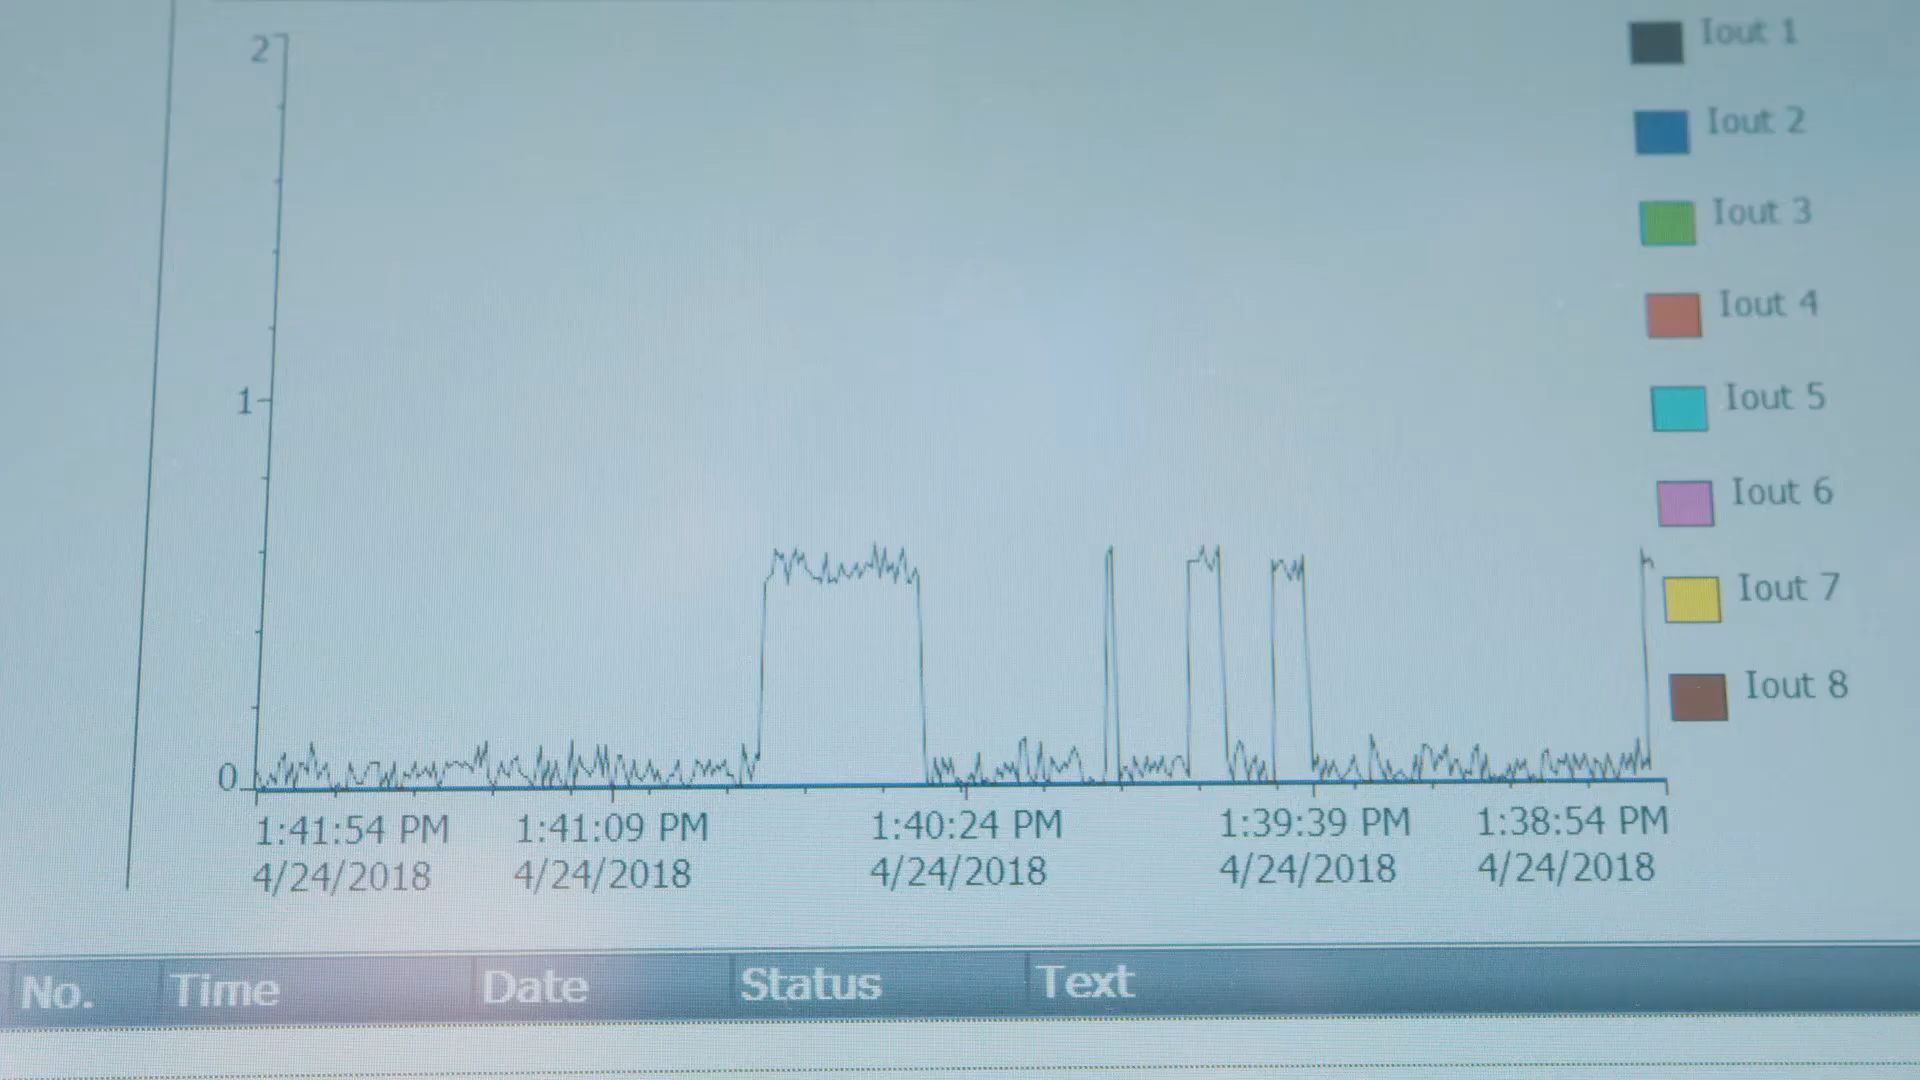 2
1
0
1:41:54 PM 1:41:09 PM 1:40:24 PM 1:39:39 PM 1:38:54 PM
4/24/2018 4/24/2018 4/24/2018 4/24/2018 4/24/2018
Iout 1
Iout 2
Iout 3
Iout 4
Iout 5
Iout 6
Iout 7
Iout 8
No. Time Date Status Text